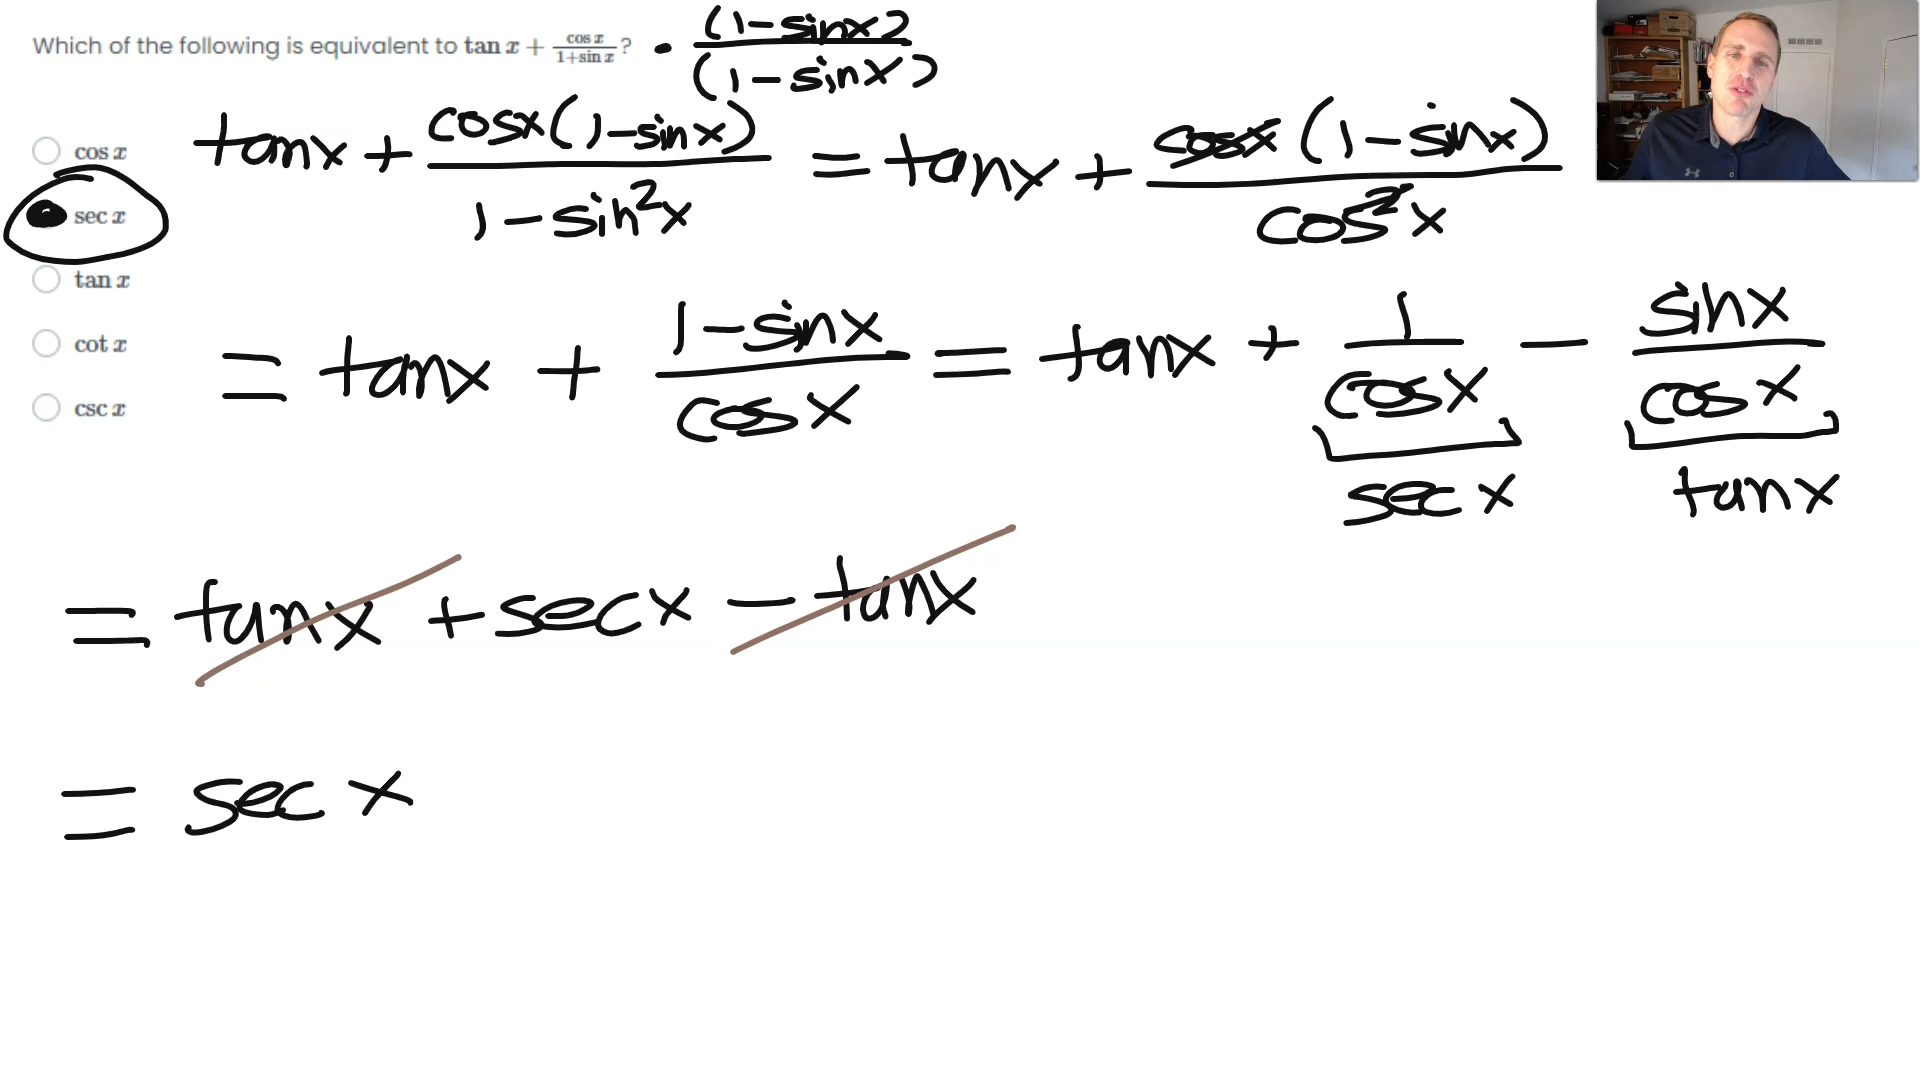 Which of the following is equivalent to tan x + cos x / 1+sin x ? • (1-sinx) / (1-sinx)
cos x
sec x
tan x
cot x
csc x
tanx + cosx(1-sinx) / 1-sin²x = tanx + cosx(1-sinx) / cos²x
= tanx + 1-sinx / cosx = tanx + 1 / cosx - sinx / cosx
secx tanx
= tanx + secx - tanx
= sec x